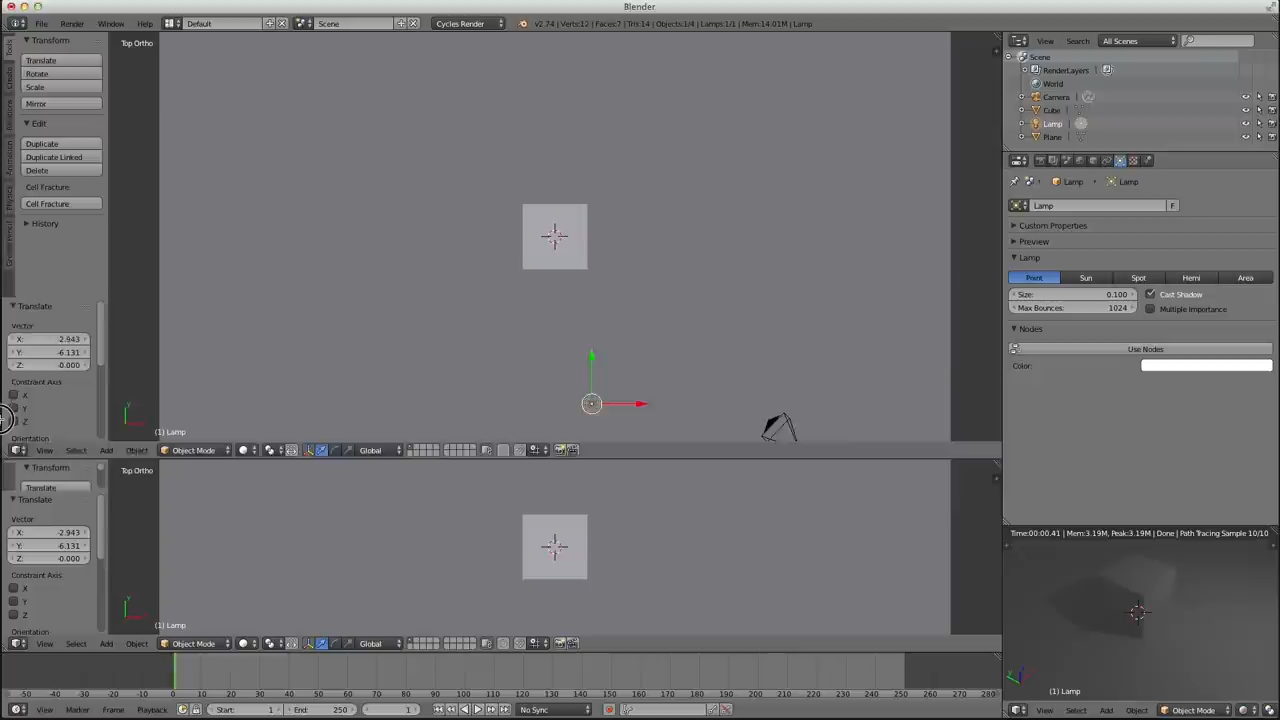 Blender
File Render Window Help Default Scene Cycles Render v2.74 | Verts:12 | Faces:7 | Tris:14 | Objects:1/4 | Lamps:1/1 | Mem:14.01M | Lamp
Tools
Create
Relations
Animation
Physics
Grease Pencil
Transform
Translate
Rotate
Scale
Mirror
Edit
Duplicate
Duplicate Linked
Delete
Cell Fracture
Cell Fracture
History
Translate
Vector
X: -2.943
Y: -6.131
Z: -0.000
Constraint Axis
X
Y
Z
Orientation
Top Ortho
(1) Lamp
View Select Add Object Object Mode Global
Transform
Translate
Translate
Vector
X: -2.943
Y: -6.131
Z: -0.000
Constraint Axis
X
Y
Z
Orientation
Top Ortho
(1) Lamp
View Select Add Object Object Mode Global
-50 -40 -30 -20 -10 0 10 20 30 40 50 60 70 80 90 100 110 120 130 140 150 160 170 180 190 200 210 220 230 240 250 260 270 280
View Marker Frame Playback Start: 1 End: 250 1 No Sync
View Search All Scenes
Scene
RenderLayers
World
Camera
Cube
Lamp
Plane
Lamp Lamp
Lamp F
Custom Properties
Preview
Lamp
Point Sun Spot Hemi Area
Size: 0.100 Cast Shadow
Max Bounces: 1024 Multiple Importance
Nodes
Use Nodes
Color:
Time:00:00.41 | Mem:3.19M, Peak:3.19M | Done | Path Tracing Sample 10/10
(1) Lamp
View Select Add Object Object Mode